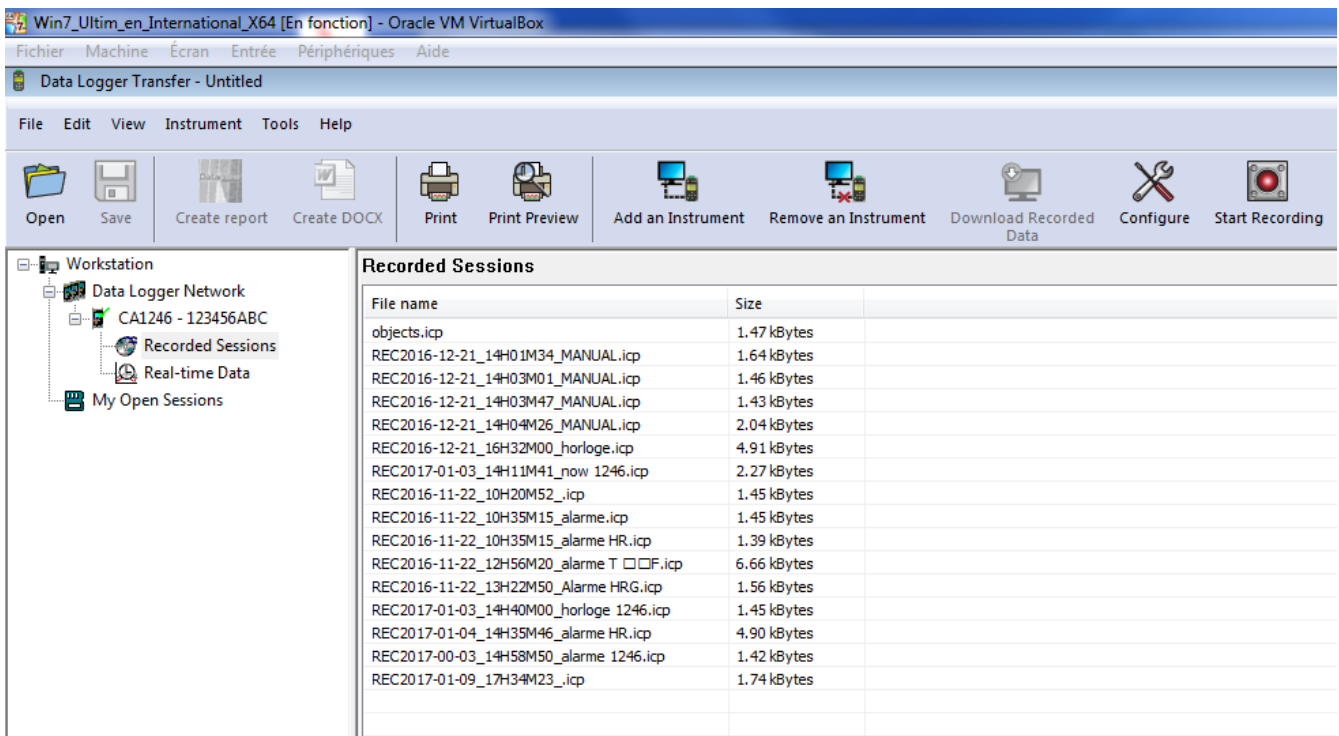 Win7_Ultim_en_International_X64 [En fonction] - Oracle VM VirtualBox
Fichier Machine Écran Entrée Périphériques Aide
Data Logger Transfer - Untitled
File Edit View Instrument Tools Help
Open Save Create report Create DOCX Print Print Preview Add an Instrument Remove an Instrument Download Recorded Data Configure Start Recording
Workstation
Data Logger Network
CA1246 - 123456ABC
Recorded Sessions
Real-time Data
My Open Sessions
Recorded Sessions
File name Size
objects.icp 1.47 kBytes
REC2016-12-21_14H01M34_MANUAL.icp 1.64 kBytes
REC2016-12-21_14H03M01_MANUAL.icp 1.46 kBytes
REC2016-12-21_14H03M47_MANUAL.icp 1.43 kBytes
REC2016-12-21_14H04M26_MANUAL.icp 2.04 kBytes
REC2016-12-21_16H32M00_horloge.icp 4.91 kBytes
REC2017-01-03_14H11M41_now 1246.icp 2.27 kBytes
REC2016-11-22_10H20M52_.icp 1.45 kBytes
REC2016-11-22_10H35M15_alarme.icp 1.45 kBytes
REC2016-11-22_10H35M15_alarme HR.icp 1.39 kBytes
REC2016-11-22_12H56M20_alarme T □□F.icp 6.66 kBytes
REC2016-11-22_13H22M50_Alarme HRG.icp 1.56 kBytes
REC2017-01-03_14H40M00_horloge 1246.icp 1.45 kBytes
REC2017-01-04_14H35M46_alarme HR.icp 4.90 kBytes
REC2017-00-03_14H58M50_alarme 1246.icp 1.42 kBytes
REC2017-01-09_17H34M23_.icp 1.74 kBytes